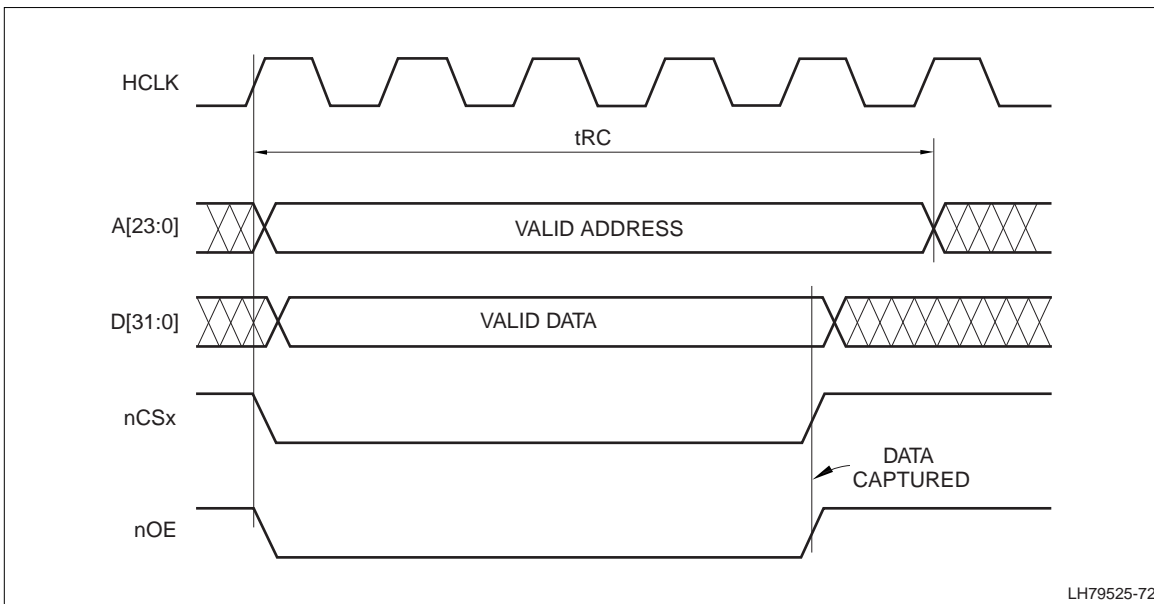 HCLK
tRC
A[23:0]
VALID ADDRESS
D[31:0]
VALID DATA
nCSx
DATA
CAPTURED
nOE
LH79525-72